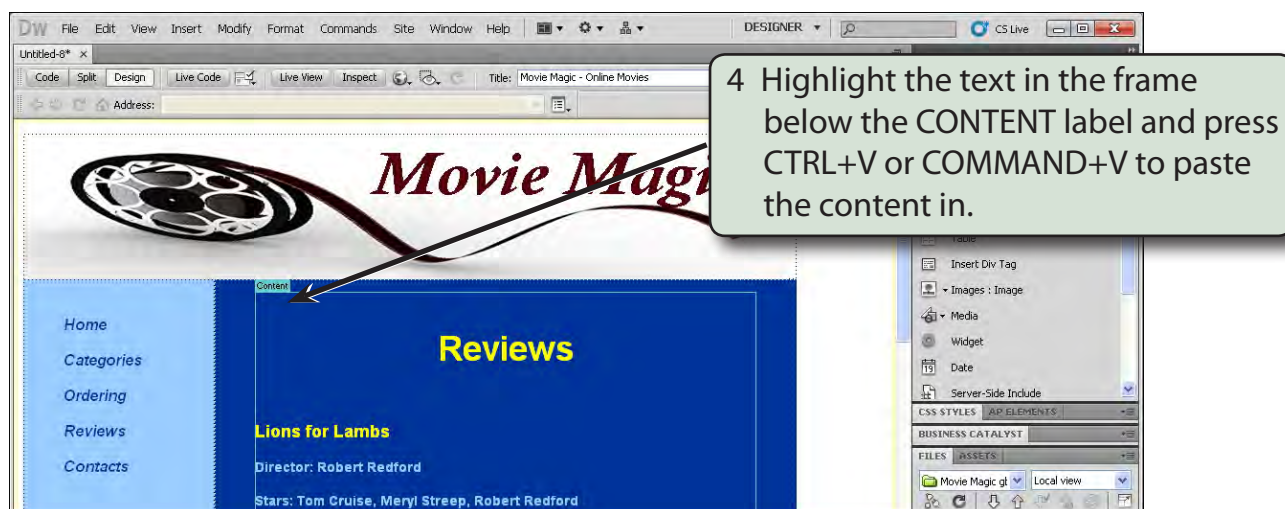 DW File Edit View Insert Modify Format Commands Site Window Help DESIGNER CS Live
Untitled-8* ×
Code Split Design Live Code Live View Inspect Title: Movie Magic - Online Movies
Address:
4 Highlight the text in the frame
below the CONTENT label and press
CTRL+V or COMMAND+V to paste
the content in.
Movie Magi
Table
Insert Div Tag
Images : Image
Media
Widget
19 Date
Server-Side Include
Content
Home
Categories
Ordering
Reviews
Contacts
Reviews
Lions for Lambs
Director: Robert Redford
Stars: Tom Cruise, Meryl Streep, Robert Redford
CSS STYLES AP ELEMENTS
BUSINESS CATALYST
FILES ASSETS
Movie Magic gl Local view